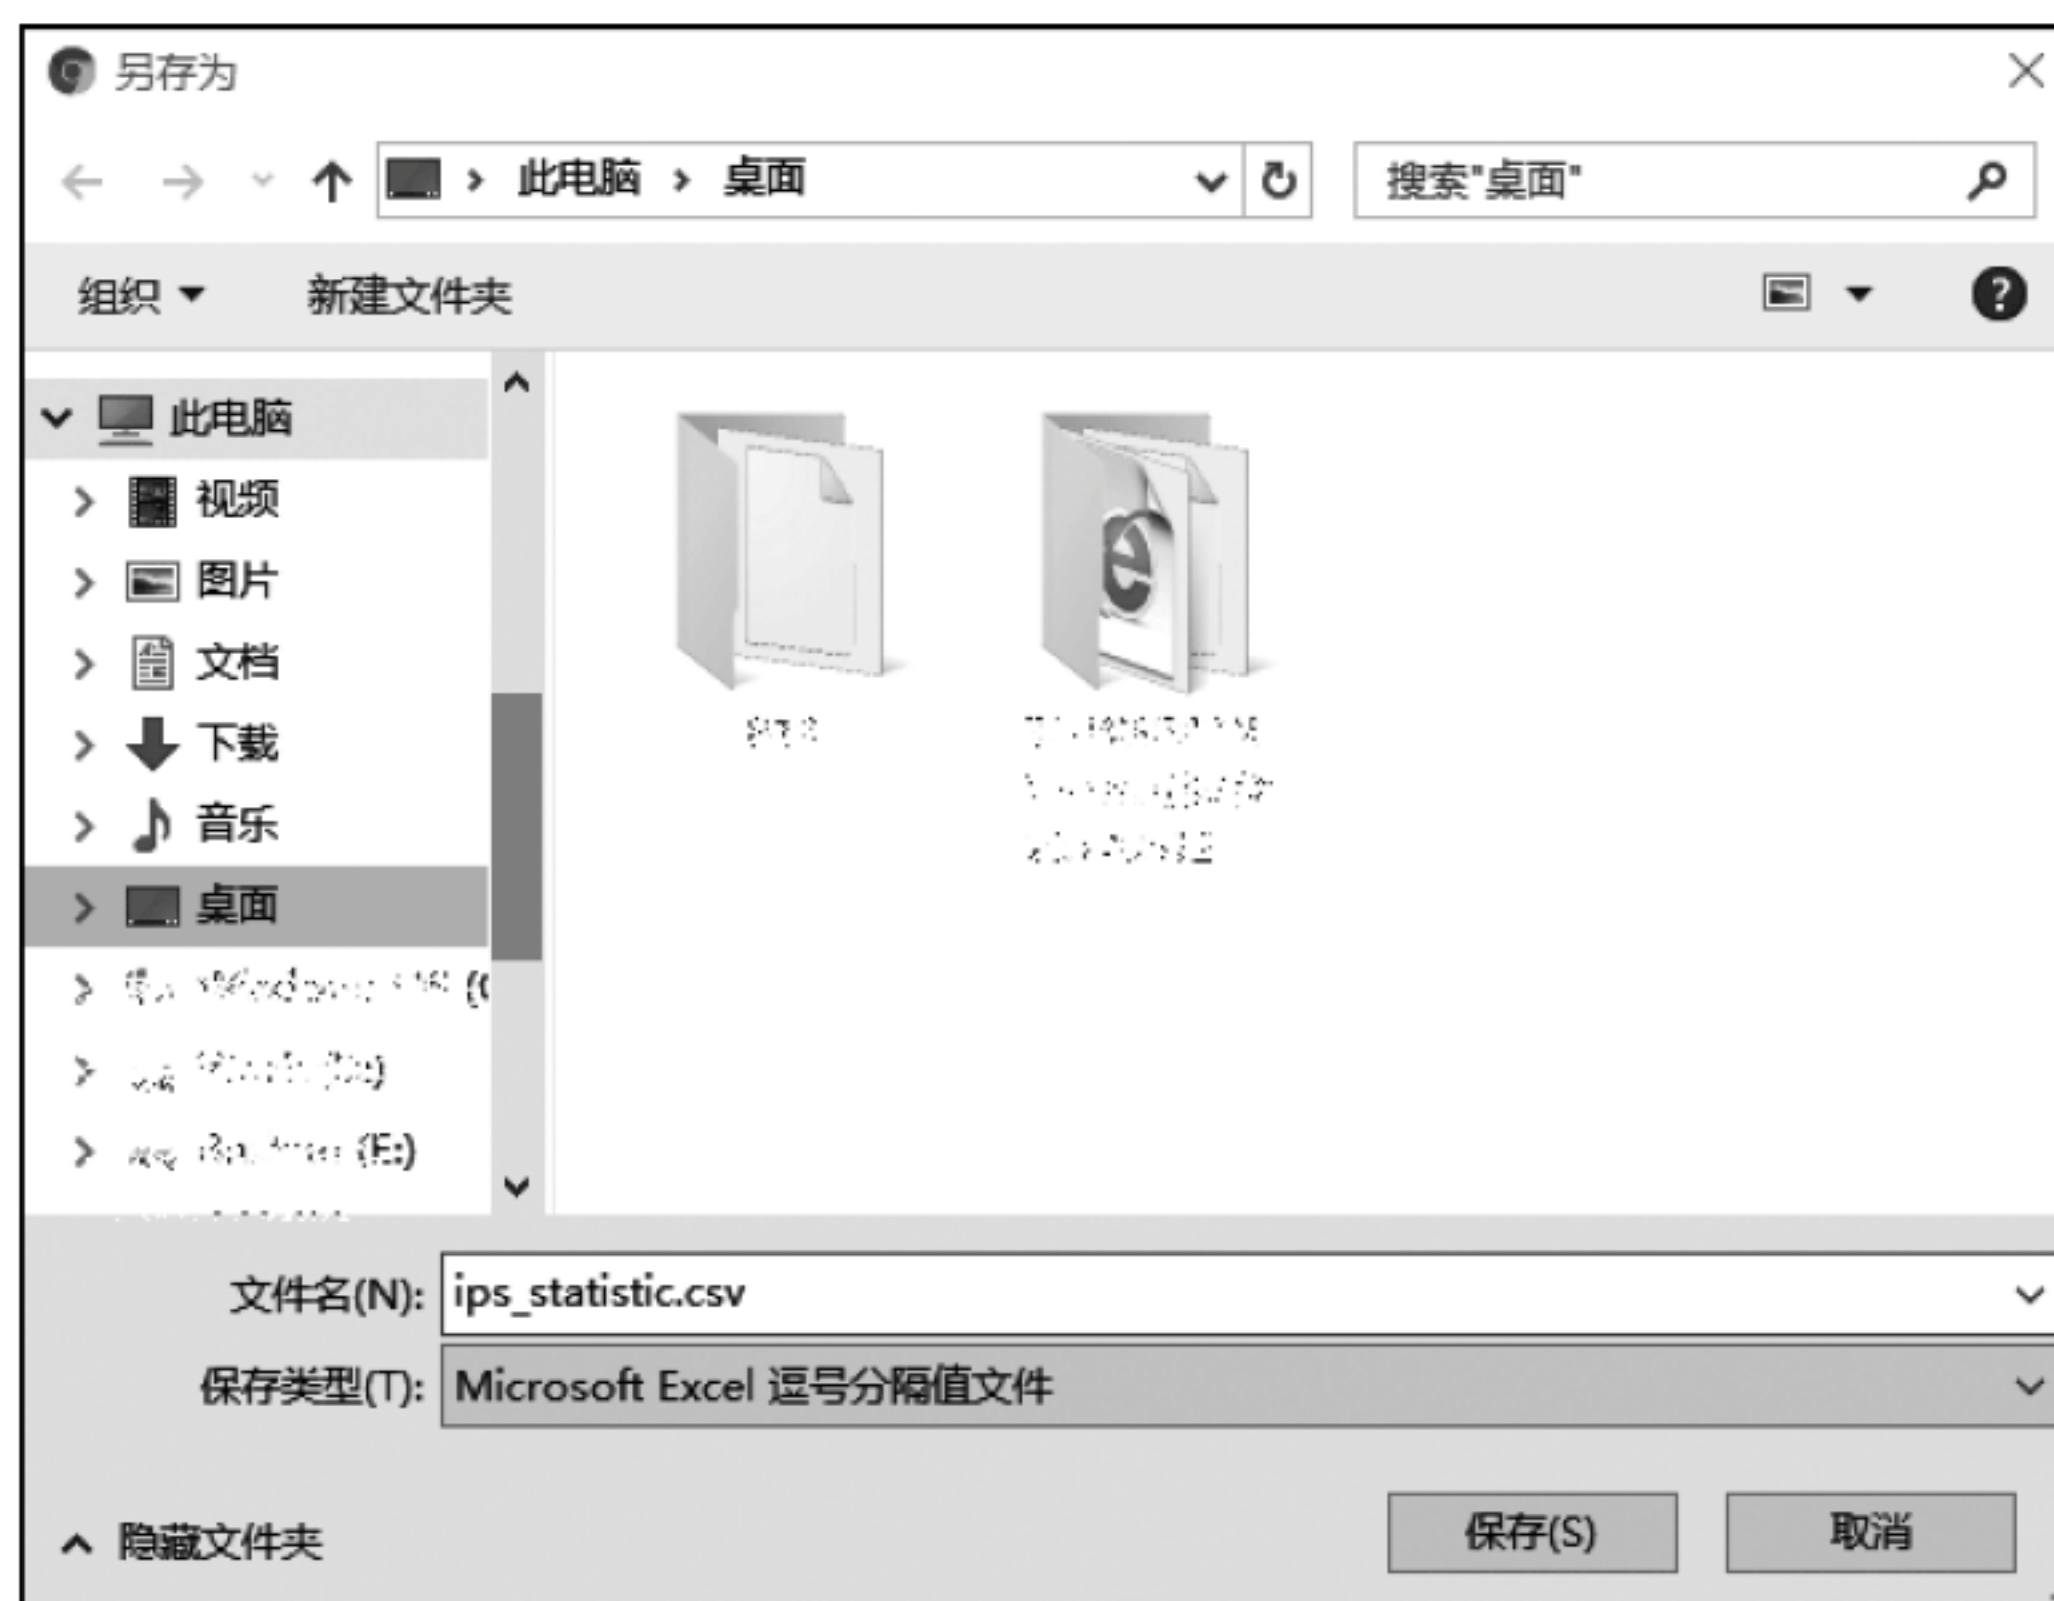 另存为
此电脑 桌面
搜索"桌面"
组织
新建文件夹
此电脑
视频
图片
文档
下载
音乐
桌面
(E:)
文件名(N): ips_statistic.csv
保存类型(T): Microsoft Excel 逗号分隔值文件
隐藏文件夹
保存(S)
取消